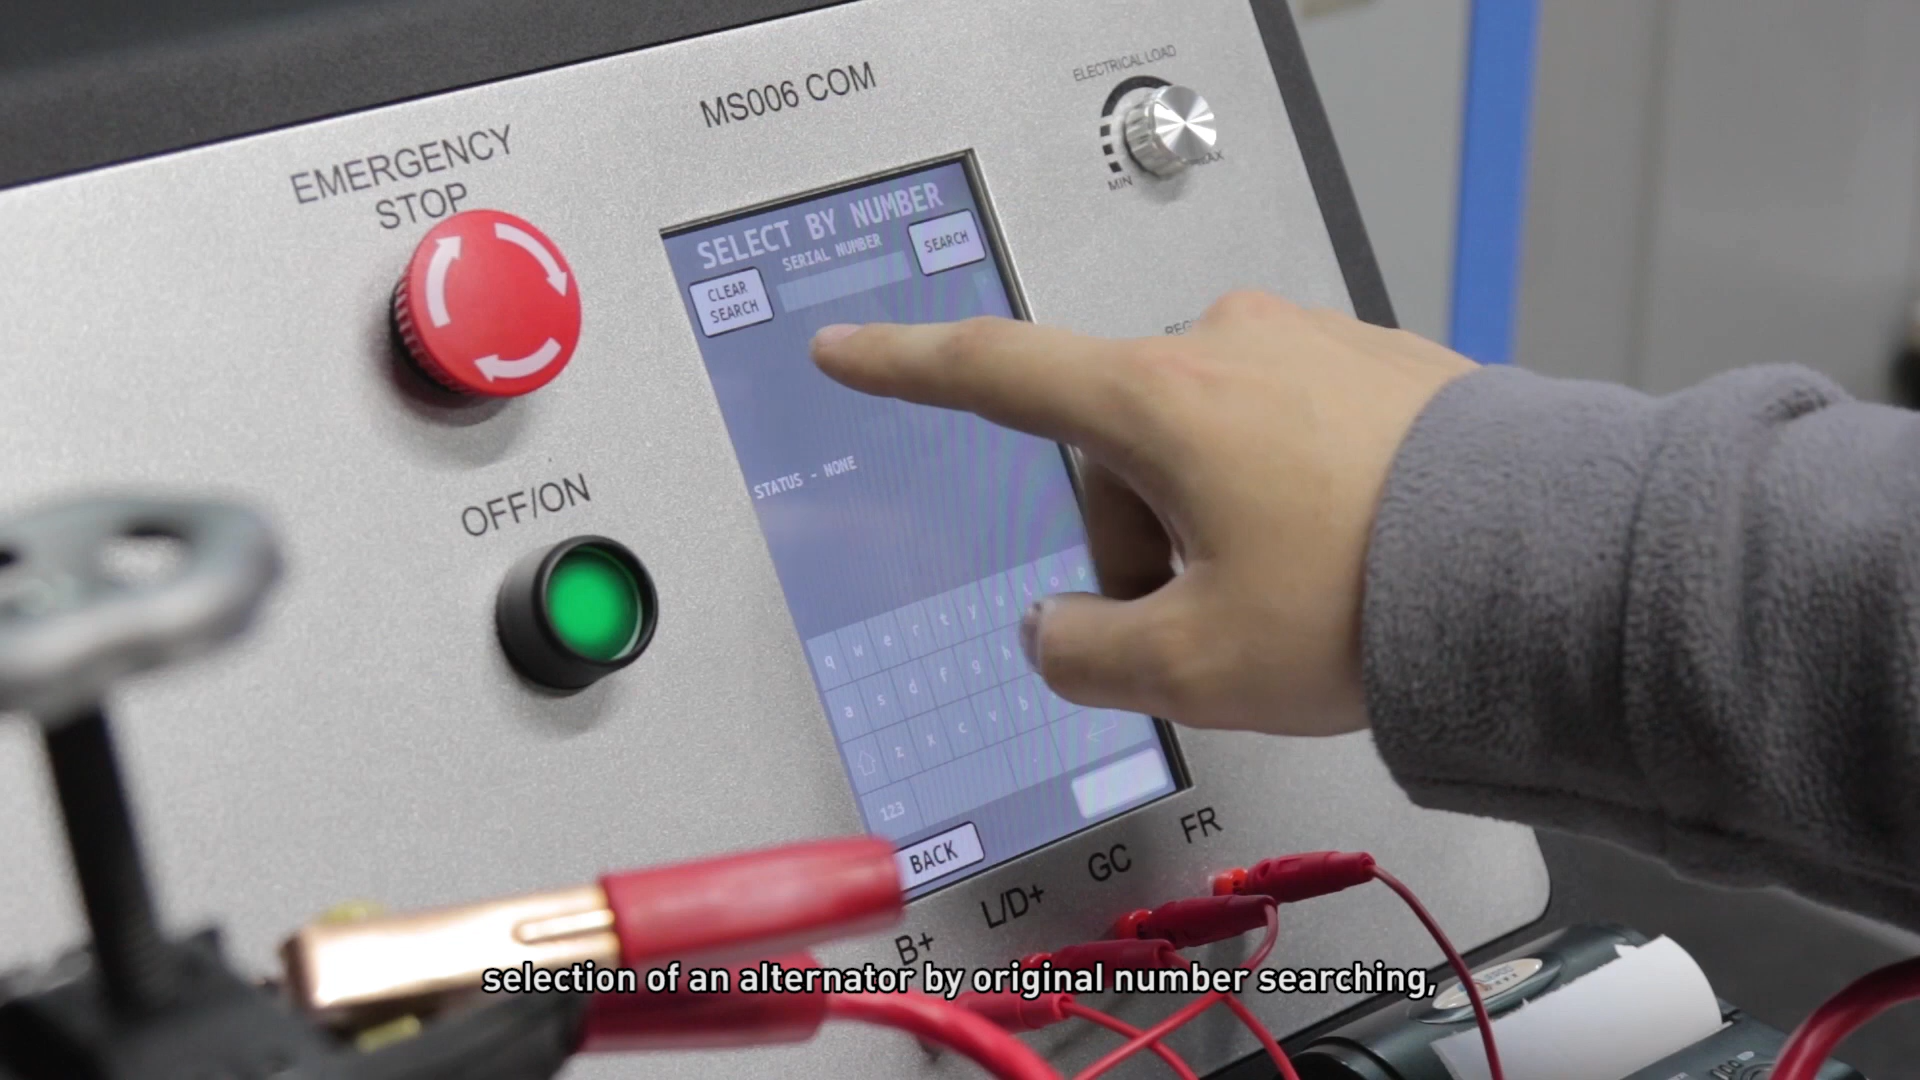 MS006 COM
ELECTRICAL LOAD
MIN
EMERGENCY
STOP
SELECT BY NUMBER
SERIAL NUMBER
SEARCH
CLEAR
SEARCH
STATUS - NONE
OFF/ON
q w e r t y u i o p
a s d f g h
z x c v b
123
BACK
B+
L/D+
GC
FR
selection of an alternator by original number searching,